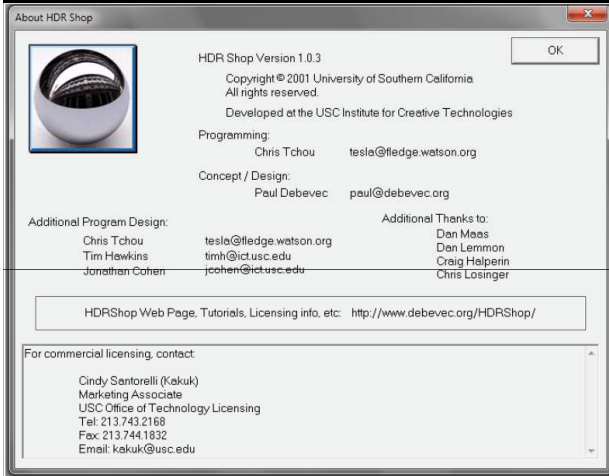 About HDR Shop
OK
HDR Shop Version 1.0.3
Copyright © 2001 University of Southern California
All rights reserved.
Developed at the USC Institute for Creative Technologies
Programming:
Chris Tchou tesla@fledge.watson.org
Concept / Design:
Paul Debevec paul@debevec.org
Additional Program Design:
Chris Tchou tesla@fledge.watson.org
Tim Hawkins timh@ict.usc.edu
Jonathan Cohen jcohen@ict.usc.edu
Additional Thanks to:
Dan Maas
Dan Lemmon
Craig Halperin
Chris Losinger
HDRShop Web Page, Tutorials, Licensing info, etc: http://www.debevec.org/HDRShop/
For commercial licensing, contact:
Cindy Santorelli (Kakuk)
Marketing Associate
USC Office of Technology Licensing
Tel: 213.743.2168
Fax: 213.744.1832
Email: kakuk@usc.edu